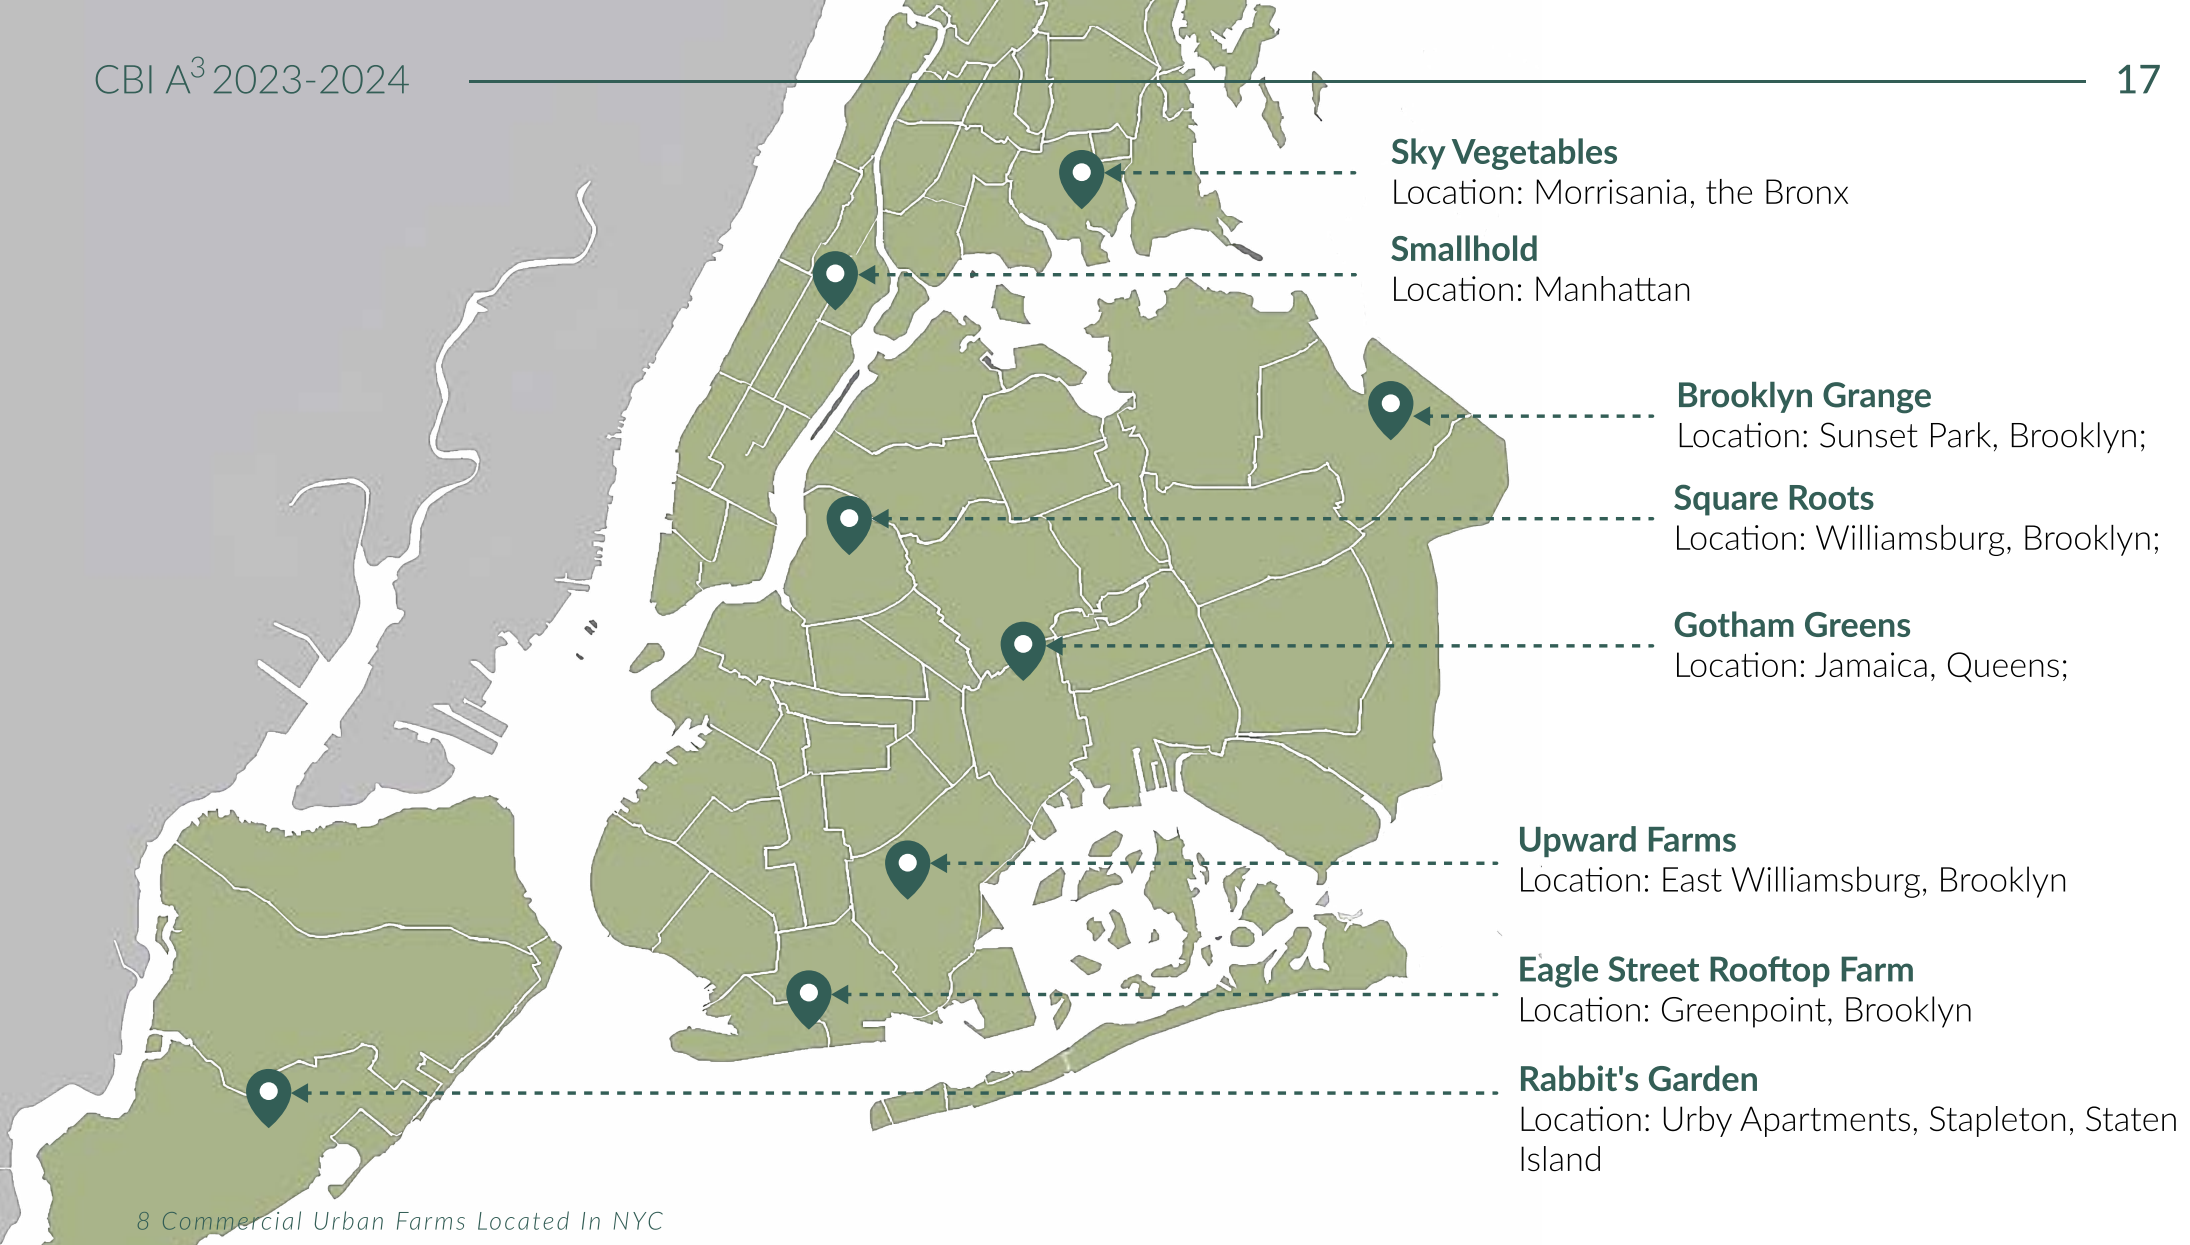 CBI A³ 2023-2024
17
Sky Vegetables
Location: Morrisania, the Bronx
Smallhold
Location: Manhattan
Brooklyn Grange
Location: Sunset Park, Brooklyn;
Square Roots
Location: Williamsburg, Brooklyn;
Gotham Greens
Location: Jamaica, Queens;
Upward Farms
Location: East Williamsburg, Brooklyn
Eagle Street Rooftop Farm
Location: Greenpoint, Brooklyn
Rabbit's Garden
Location: Urby Apartments, Stapleton, Staten
Island
8 Commercial Urban Farms Located In NYC